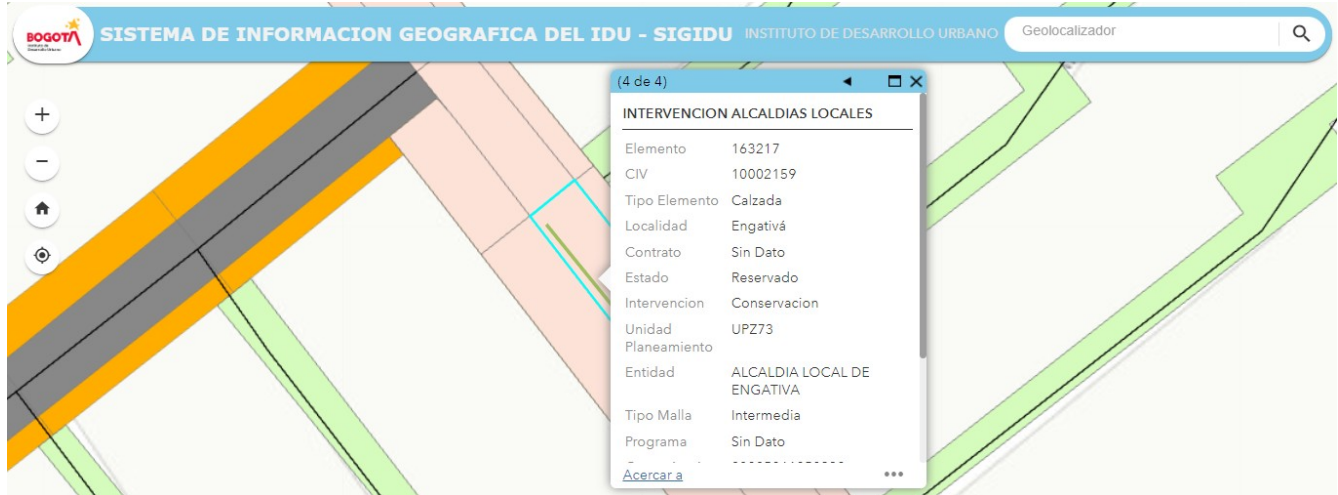 BOGOTÁ
SISTEMA DE INFORMACION GEOGRAFICA DEL IDU - SIGIDU INSTITUTO DE DESARROLLO URBANO
Geolocalizador
(4 de 4)
INTERVENCION ALCALDIAS LOCALES
Elemento 163217
CIV 10002159
Tipo Elemento Calzada
Localidad Engativá
Contrato Sin Dato
Estado Reservado
Intervencion Conservacion
Unidad UPZ73
Planeamiento
Entidad ALCALDIA LOCAL DE
ENGATIVA
Tipo Malla Intermedia
Programa Sin Dato
Acercar a